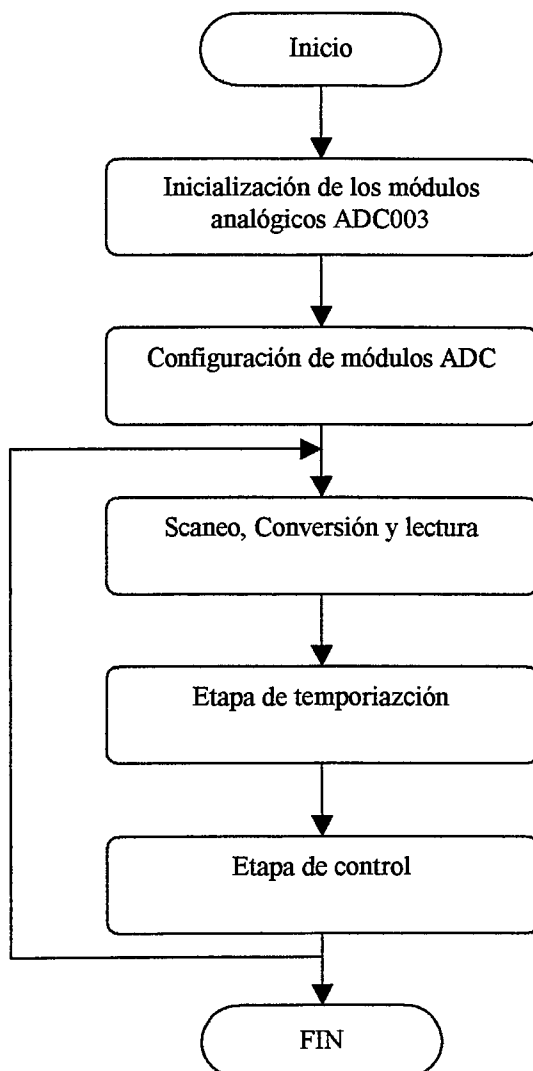 Inicio
Inicialización de los módulos
analógicos ADC003
Configuración de módulos ADC
Scaneo, Conversión y lectura
Etapa de temporiazción
Etapa de control
FIN